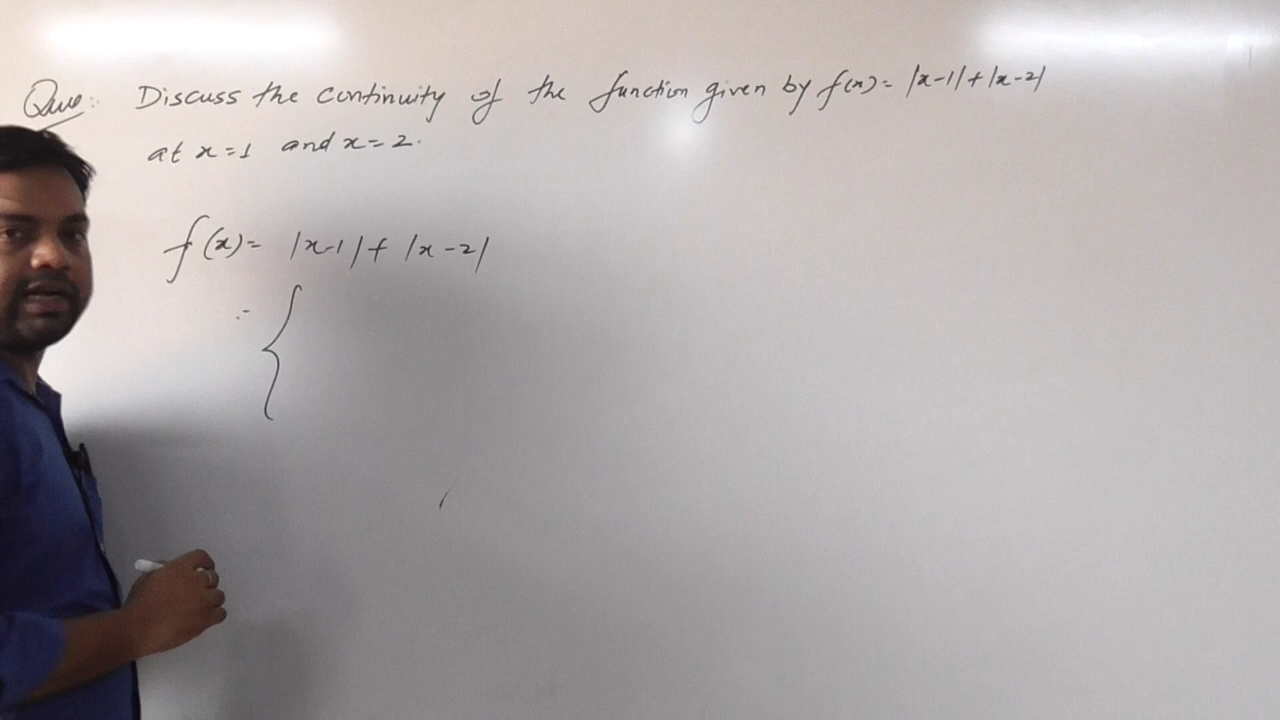 Que: Discuss the continuity of the function given by f(x) = |x-1|+|x-2|
at x=1 and x=2.
f(x)= |x-1|+|x-2|
= {